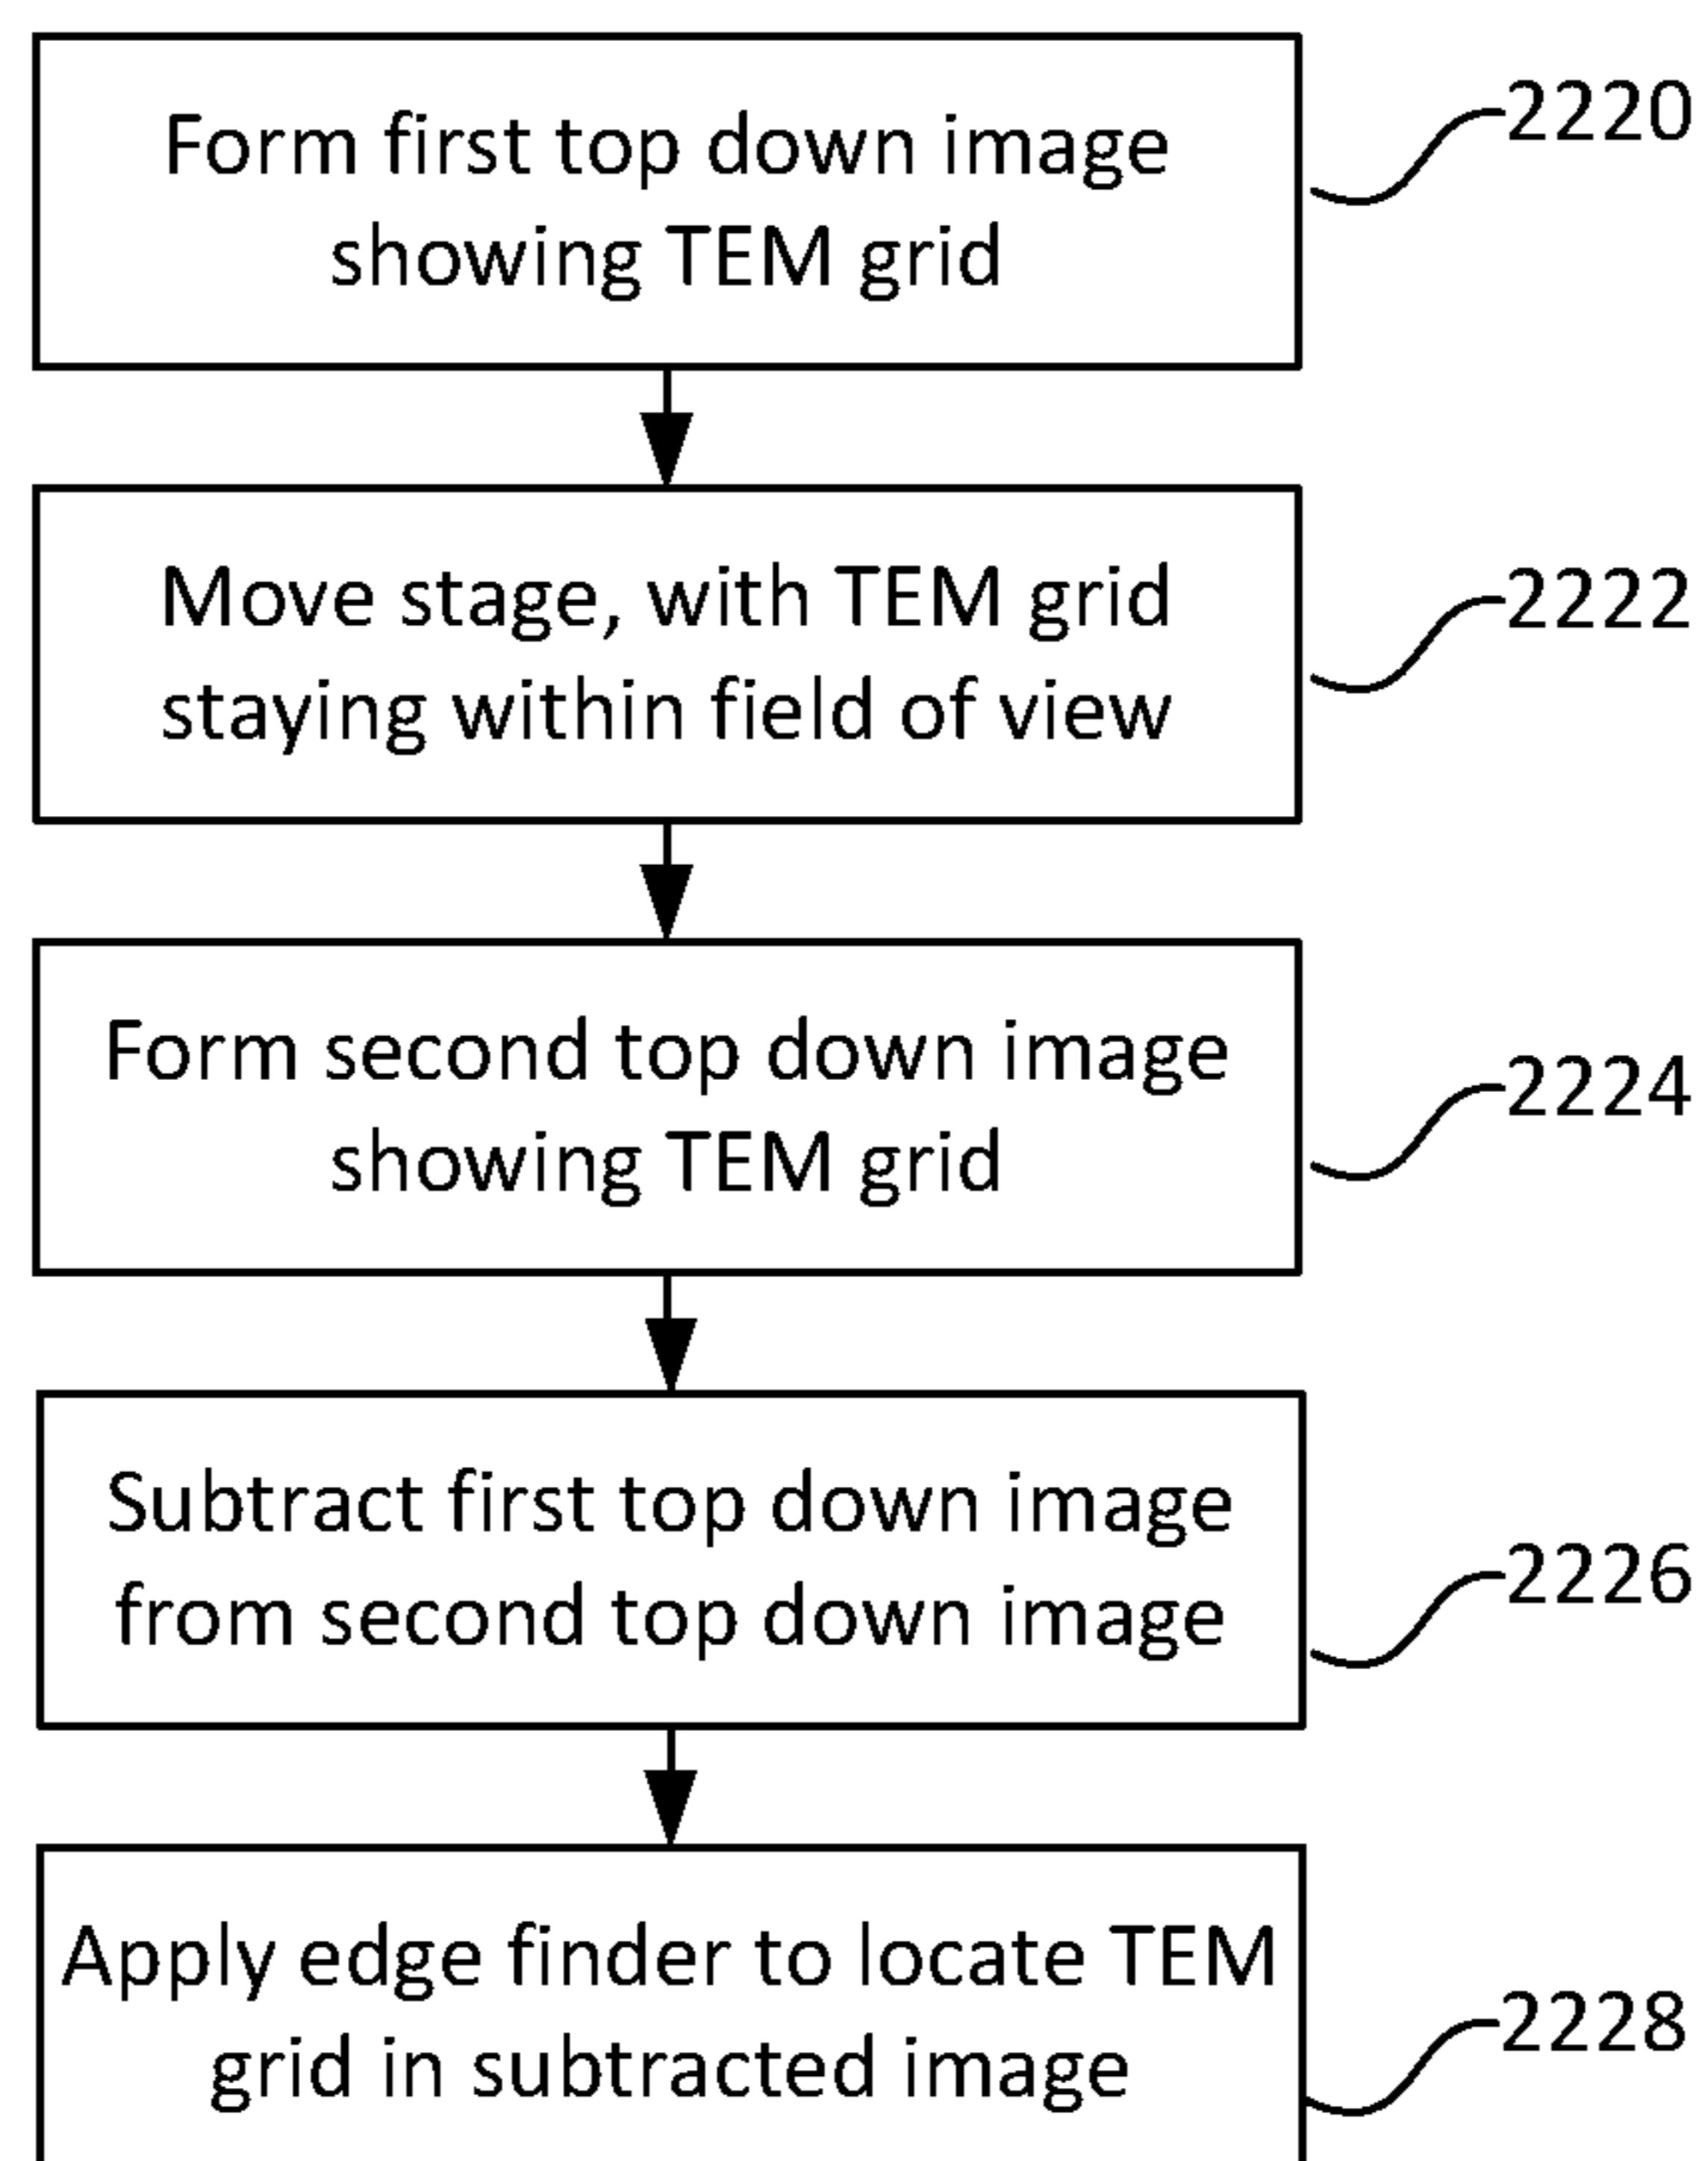 Form first top down image
showing TEM grid
2220
Move stage, with TEM grid
staying within field of view
2222
Form second top down image
showing TEM grid
2224
Subtract first top down image
from second top down image
2226
Apply edge finder to locate TEM
grid in subtracted image
2228